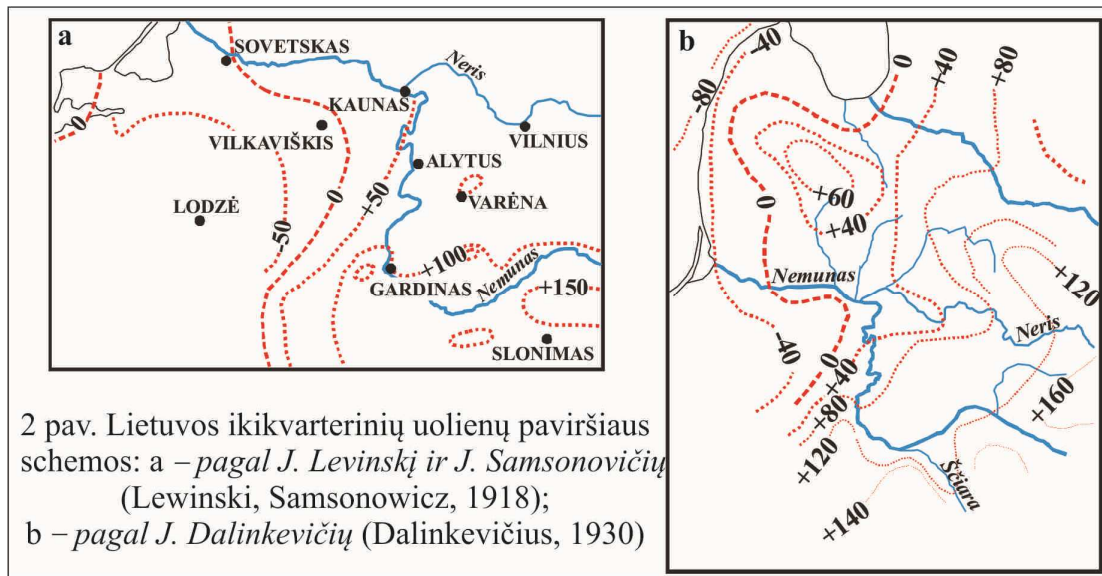 a
SOVETSKAS
Neris
0
KAUNAS
VILKAVIŠKIS
VILNIUS
ALYTUS
LODZĖ
-50
0
+50
VARĖNA
+100
GARDINAS
Nemunas
+150
SLONIMAS
b
-40
-80
0
+40
+80
+60
+40
0
Nemunas
+120
Neris
-40
0
+40
+80
+160
+120
Ščiara
+140
2 pav. Lietuvos ikikvarterinių uolienų paviršiaus
schemos: a – pagal J. Levinskį ir J. Samsonovičių
(Lewinski, Samsonowicz, 1918);
b – pagal J. Dalinkevičių (Dalinkevičius, 1930)